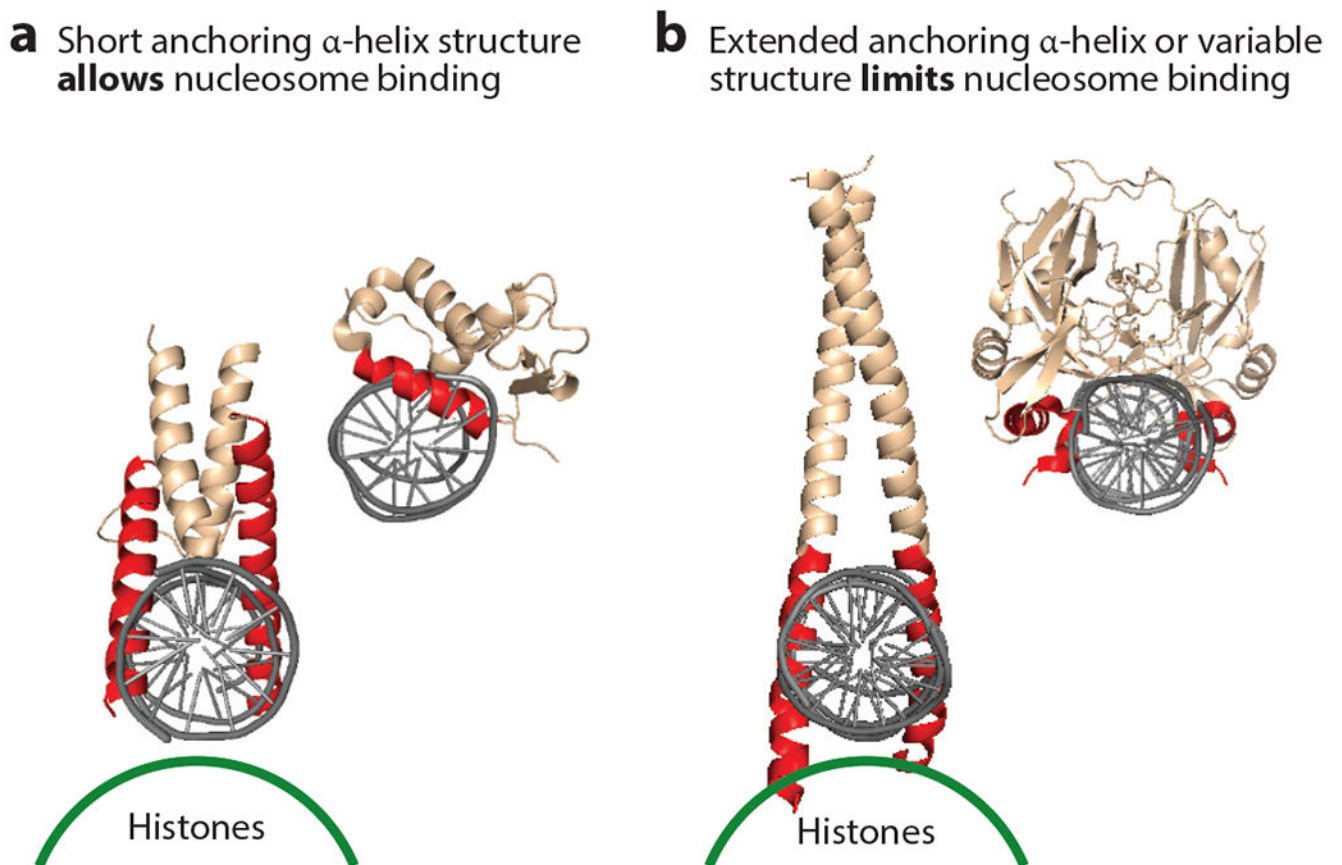 a Short anchoring α-helix structure
allows nucleosome binding
b Extended anchoring α-helix or variable
structure limits nucleosome binding
Histones
Histones